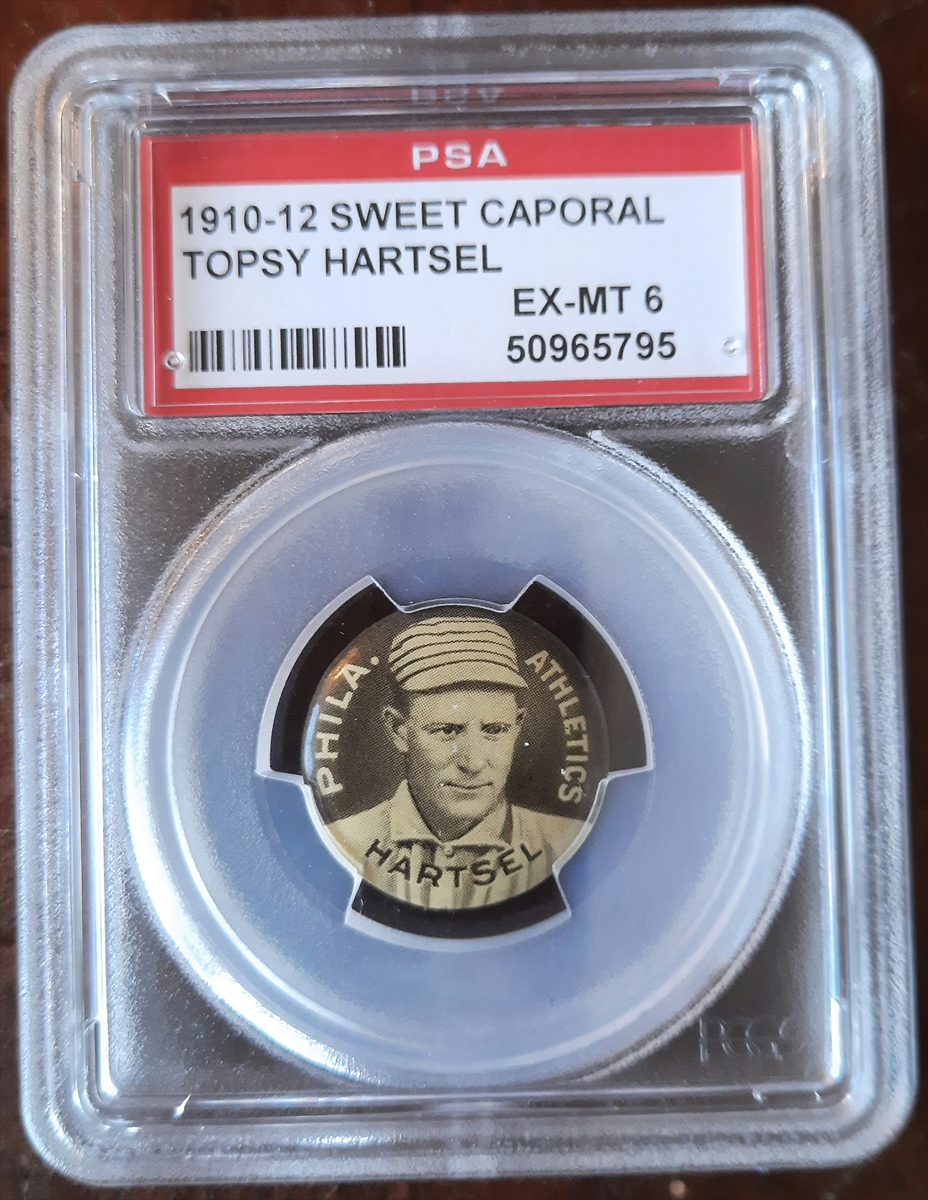 PSA
1910-12 SWEET CAPORAL
TOPSY HARTSEL
EX-MT 6
50965795
PHILA.
ATHLETICS
HARTSEL